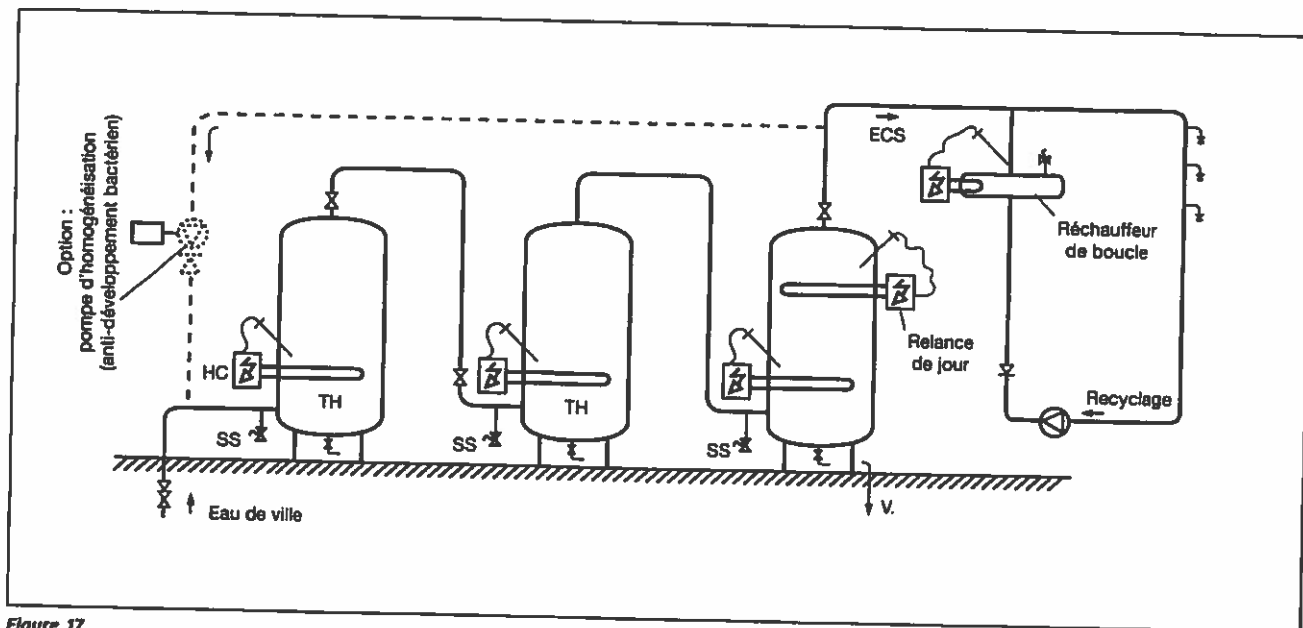 Option :
pompe d'homogénéisation
(anti-développement bactérien)
ECS
Réchauffeur
de boucle
Relance
de jour
HC
TH
TH
SS
SS
SS
Recyclage
Eau de ville
V.
Figure 17